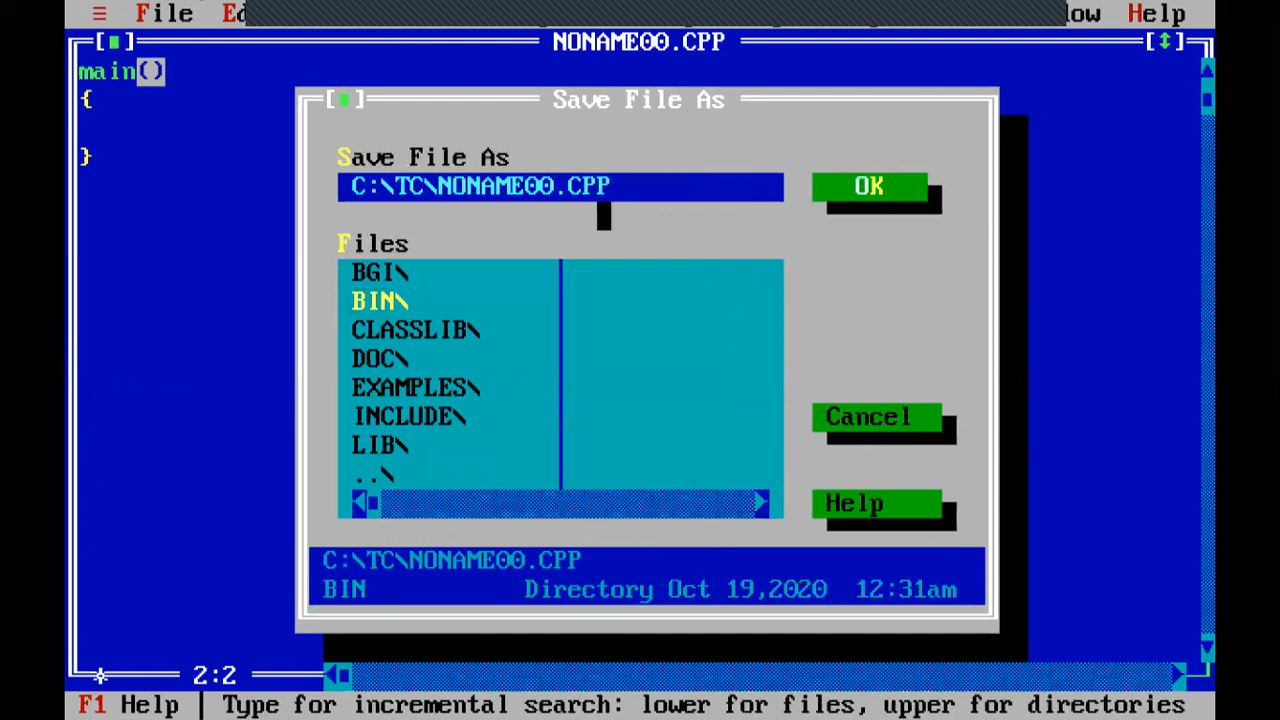 ≡ File Ed low Help
NONAME00.CPP
main()
{
}
Save File As
Save File As
C:\TC\NONAME00.CPP
OK
Files
BGI\
BIN\
CLASSLIB\
DOC\
EXAMPLES\
INCLUDE\
LIB\
..\
Cancel
Help
C:\TC\NONAME00.CPP
BIN Directory Oct 19,2020 12:31am
2:2
F1 Help | Type for incremental search: lower for files, upper for directories